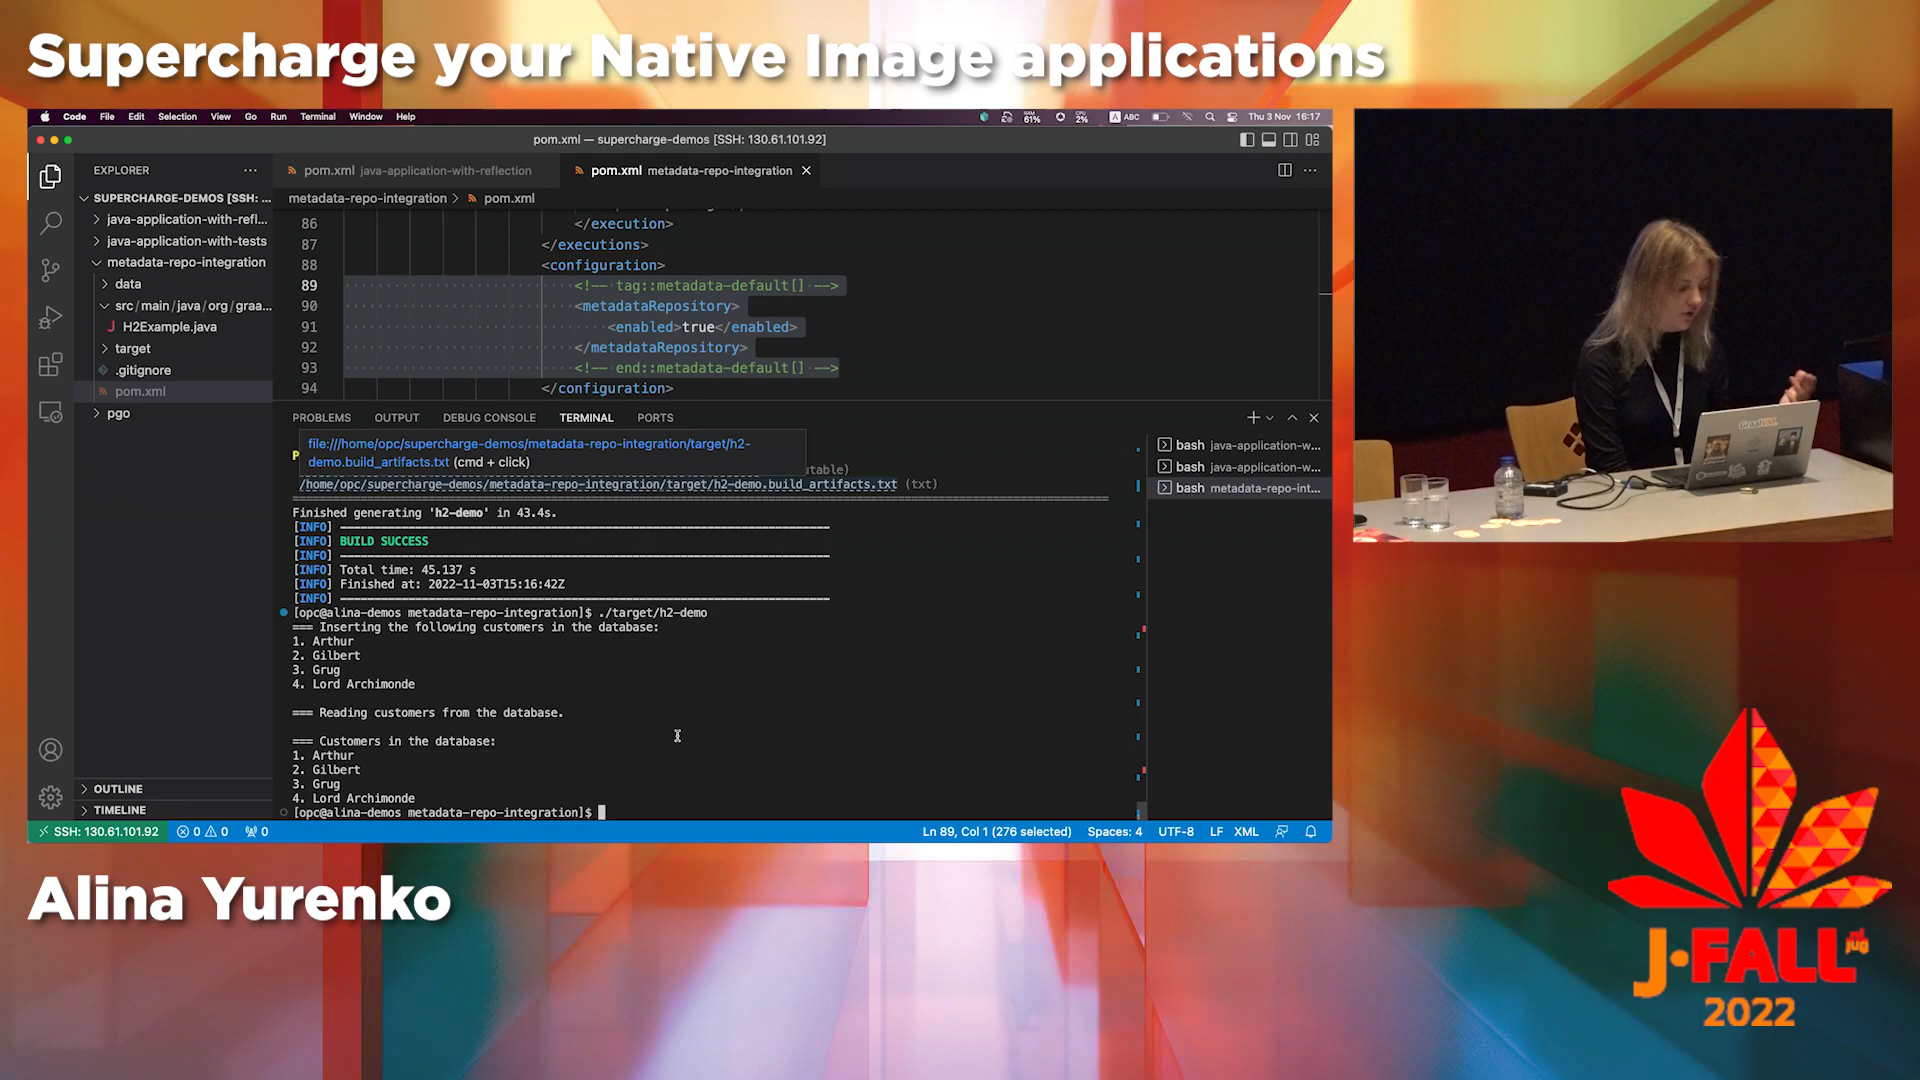 Supercharge your Native Image applications
Code File Edit Selection View Go Run Terminal Window Help
RAM 61% CPU 2% A ABC Thu 3 Nov 16:17
pom.xml — supercharge-demos [SSH: 130.61.101.92]
EXPLORER
SUPERCHARGE-DEMOS [SSH: ...
java-application-with-refl...
java-application-with-tests
metadata-repo-integration
data
src/main/java/org/graa...
J H2Example.java
target
.gitignore
pom.xml
pgo
OUTLINE
TIMELINE
pom.xml java-application-with-reflection
pom.xml metadata-repo-integration
metadata-repo-integration > pom.xml
86 </execution>
87 </executions>
88 <configuration>
89 <!-- tag::metadata-default[] -->
90 <metadataRepository>
91 <enabled>true</enabled>
92 </metadataRepository>
93 <!-- end::metadata-default[] -->
94 </configuration>
PROBLEMS OUTPUT DEBUG CONSOLE TERMINAL PORTS
file:///home/opc/supercharge-demos/metadata-repo-integration/target/h2-
demo.build_artifacts.txt (cmd + click)
P utable)
/home/opc/supercharge-demos/metadata-repo-integration/target/h2-demo.build_artifacts.txt (txt)
Finished generating 'h2-demo' in 43.4s.
[INFO] ------------------------------------------------------------------------
[INFO] BUILD SUCCESS
[INFO] ------------------------------------------------------------------------
[INFO] Total time: 45.137 s
[INFO] Finished at: 2022-11-03T15:16:42Z
[INFO] ------------------------------------------------------------------------
[opc@alina-demos metadata-repo-integration]$ ./target/h2-demo
=== Inserting the following customers in the database:
1. Arthur
2. Gilbert
3. Grug
4. Lord Archimonde
=== Reading customers from the database.
=== Customers in the database:
1. Arthur
2. Gilbert
3. Grug
4. Lord Archimonde
[opc@alina-demos metadata-repo-integration]$
bash java-application-w...
bash java-application-w...
bash metadata-repo-int...
SSH: 130.61.101.92 0 0 0
Ln 89, Col 1 (276 selected) Spaces: 4 UTF-8 LF XML
GraalVM
Alina Yurenko
J-FALL
nl jug
2022